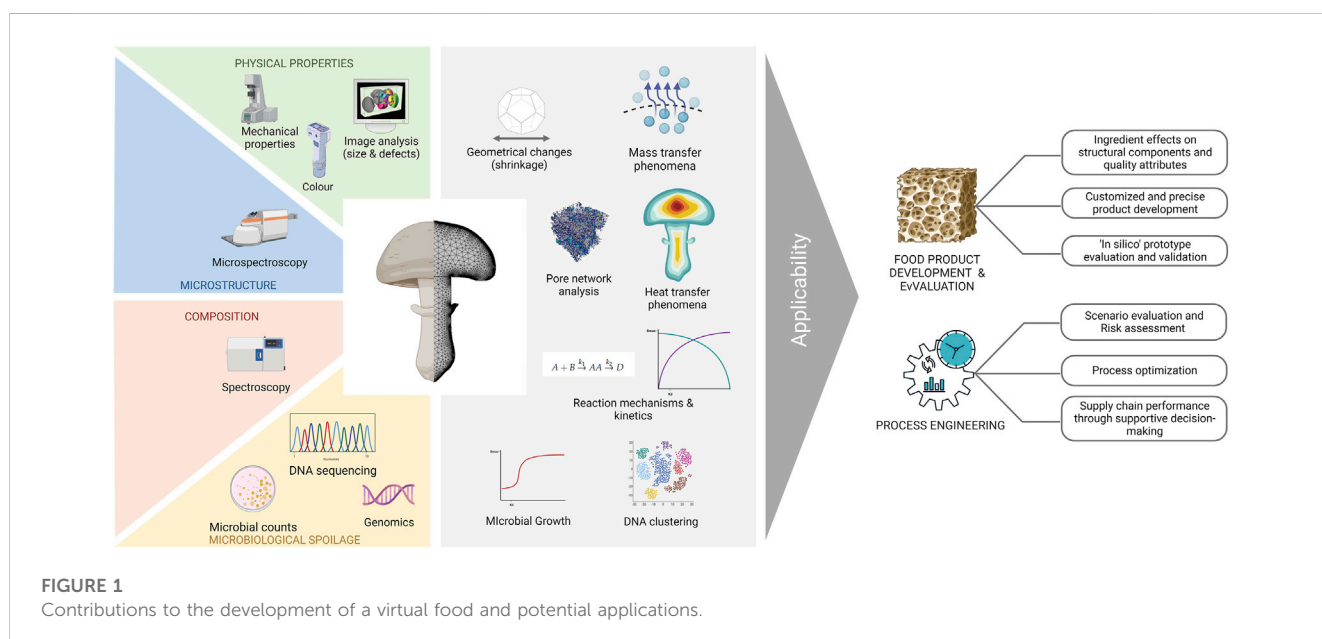 PHYSICAL PROPERTIES
Mechanical
properties
Image analysis
(size & defects)
Colour
Microspectroscopy
MICROSTRUCTURE
COMPOSITION
Spectroscopy
DNA sequencing
Microbial counts
Genomics
MICROBIOLOGICAL SPOILAGE
Geometrical changes
(shrinkage)
Mass transfer
phenomena
Pore network
analysis
Heat transfer
phenomena
A + B k1→ AA k2→ D
Reaction mechanisms &
kinetics
MIcrobial Growth
DNA clustering
Applicability
FOOD PRODUCT
DEVELOPMENT &
EvVALUATION
Ingredient effects on
structural components and
quality attributes
Customized and precise
product development
'In silico' prototype
evaluation and validation
PROCESS ENGINEERING
Scenario evaluation and
Risk assessment
Process optimization
Supply chain performance
through supportive decision-
making
FIGURE 1
Contributions to the development of a virtual food and potential applications.